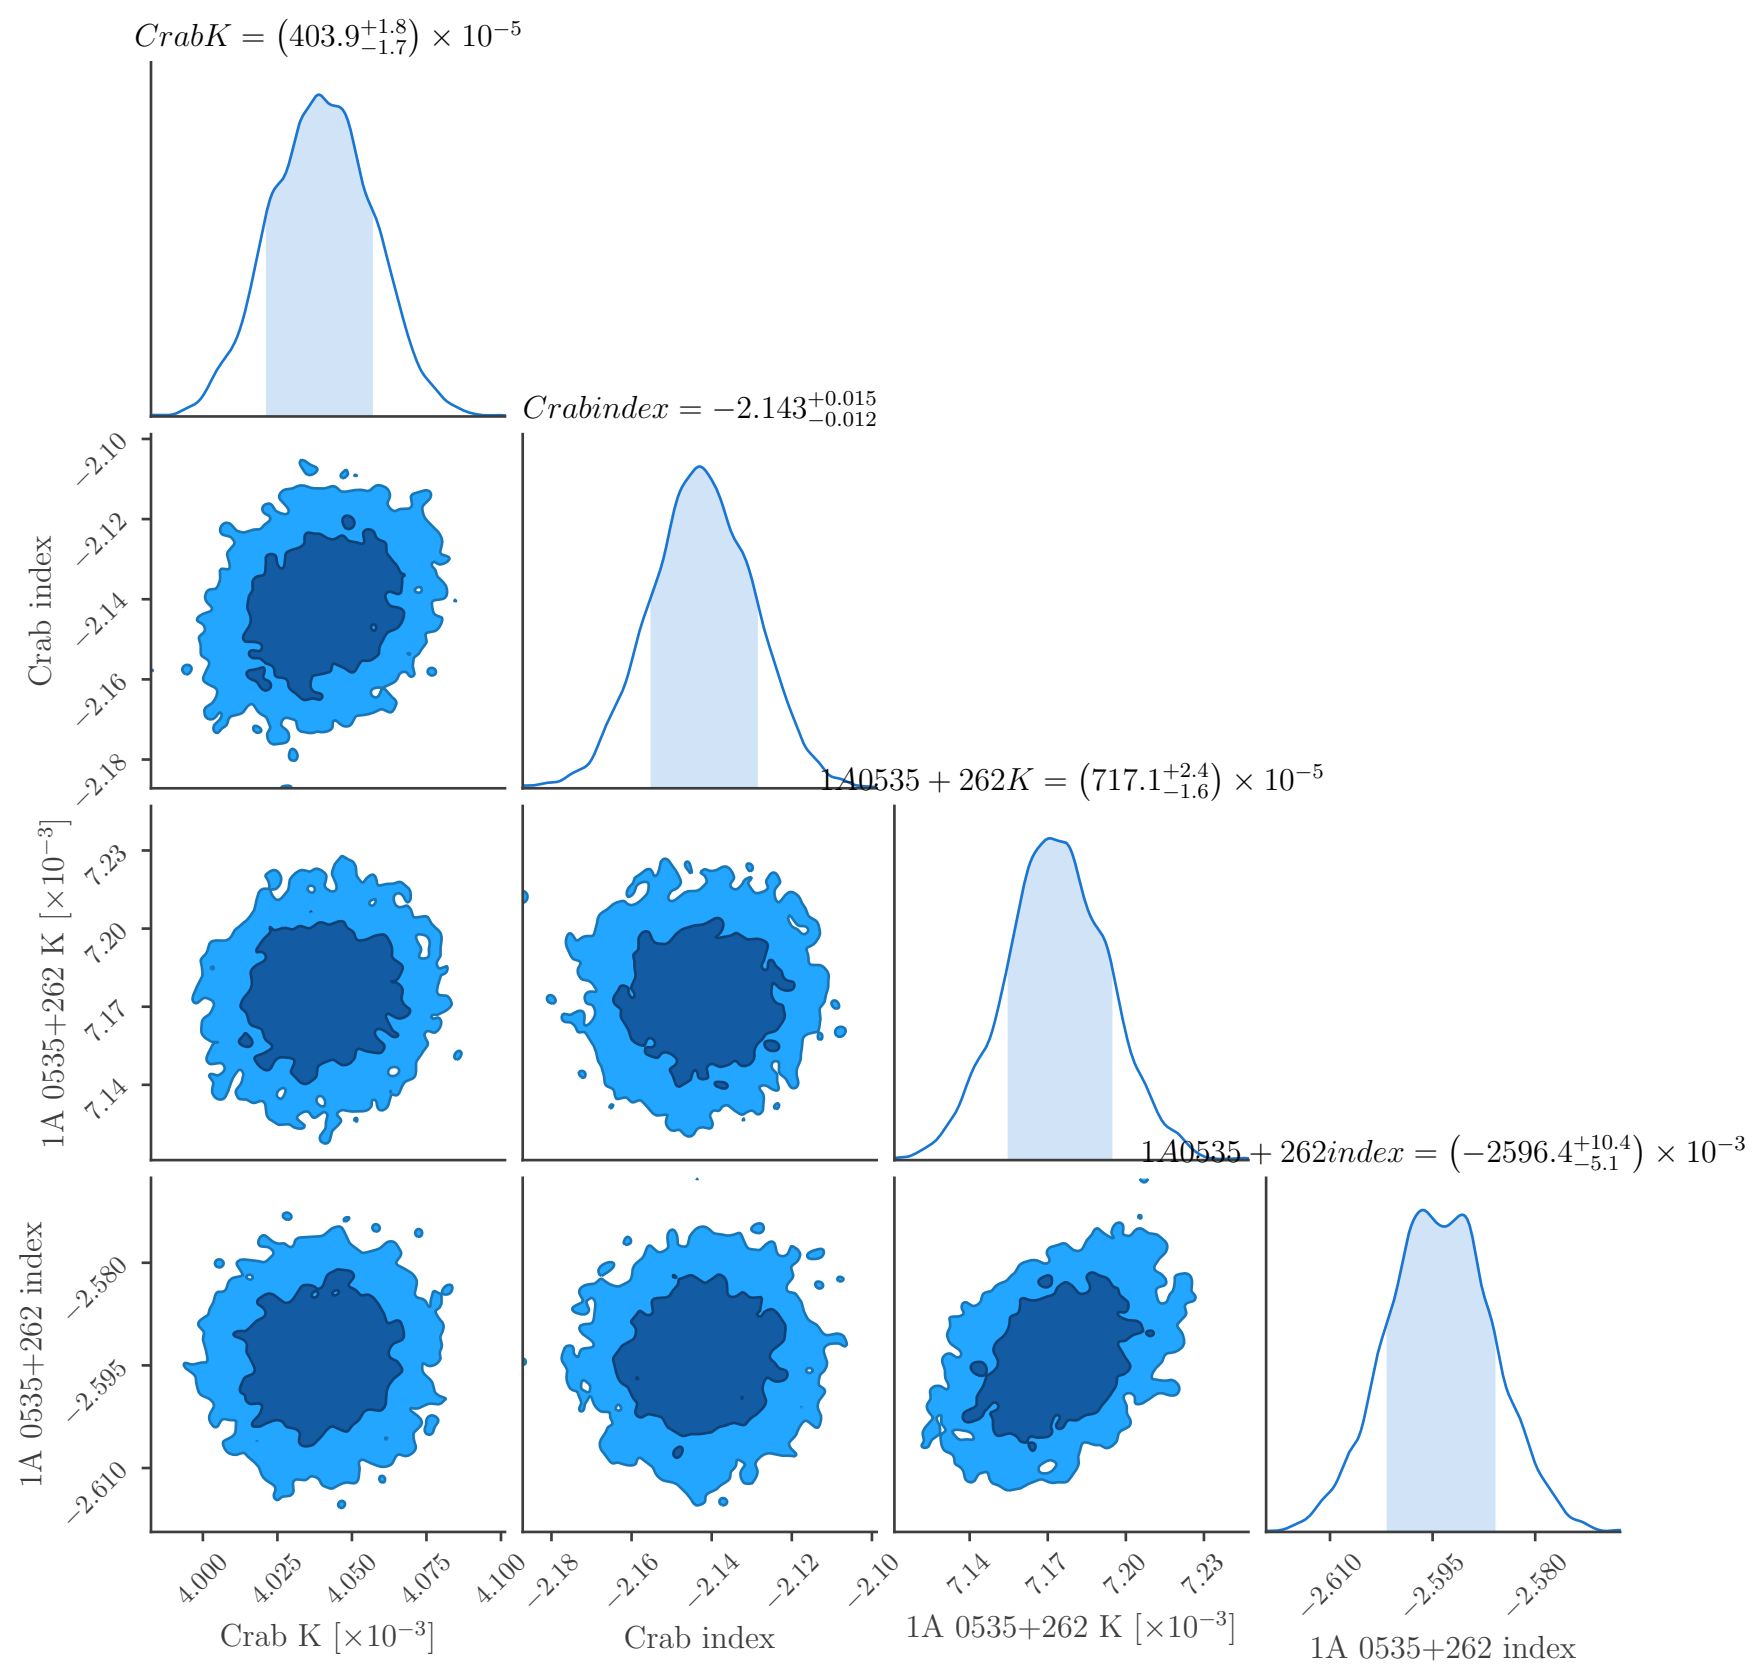 CrabK = (403.9^{+1.8}_{-1.7}) × 10^{-5}
Crabindex = −2.143^{+0.015}_{-0.012}
−2.10
−2.12
−2.14
−2.16
−2.18
Crab index
1A0535 + 262K = (717.1^{+2.4}_{-1.6}) × 10^{-5}
7.23
7.20
7.17
7.14
1A 0535+262 K [×10^{-3}]
1A0535 + 262index = (−2596.4^{+10.4}_{-5.1}) × 10^{-3}
−2.580
−2.595
−2.610
1A 0535+262 index
4.000 4.025 4.050 4.075 4.100
Crab K [×10^{-3}]
−2.18 −2.16 −2.14 −2.12 −2.10
Crab index
7.14 7.17 7.20 7.23
1A 0535+262 K [×10^{-3}]
−2.610 −2.595 −2.580
1A 0535+262 index